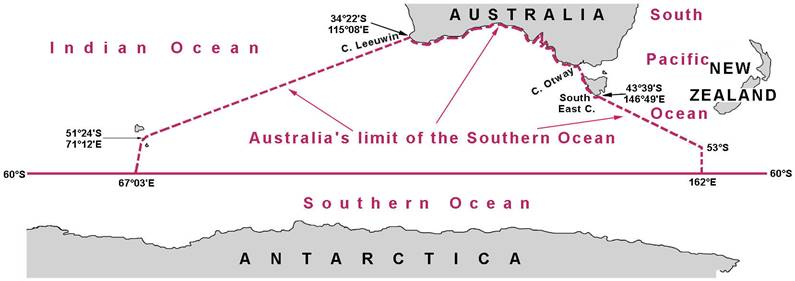 34°22'S
115°08'E
AUSTRALIA
South
Indian Ocean
C. Leeuwin
Pacific
NEW
ZEALAND
C. Otway
43°39'S
146°49'E
South
East C.
Ocean
51°24'S
71°12'E
Australia's limit of the Southern Ocean
53°S
60°S
60°S
67°03'E
162°E
Southern Ocean
ANTARCTICA